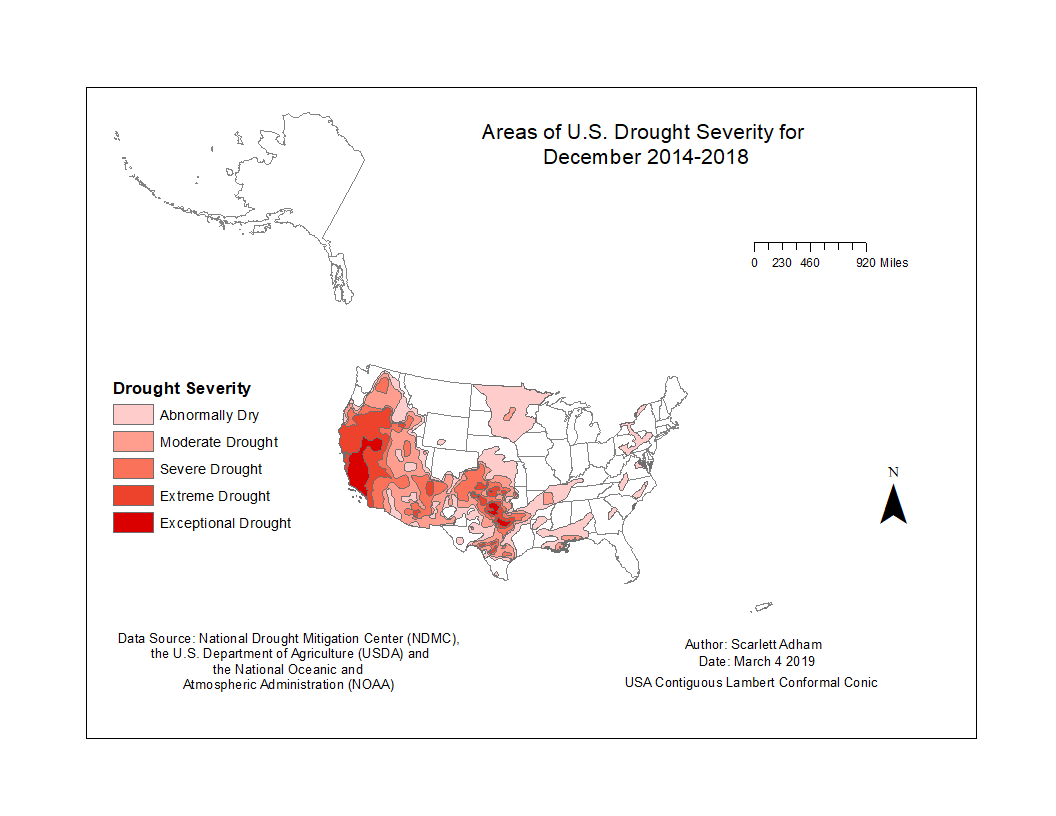 Areas of U.S. Drought Severity for
December 2014-2018
0 230 460 920 Miles
Drought Severity
Abnormally Dry
Moderate Drought
Severe Drought
Extreme Drought
Exceptional Drought
N
Data Source: National Drought Mitigation Center (NDMC),
the U.S. Department of Agriculture (USDA) and
the National Oceanic and
Atmospheric Administration (NOAA)
Author: Scarlett Adham
Date: March 4 2019
USA Contiguous Lambert Conformal Conic